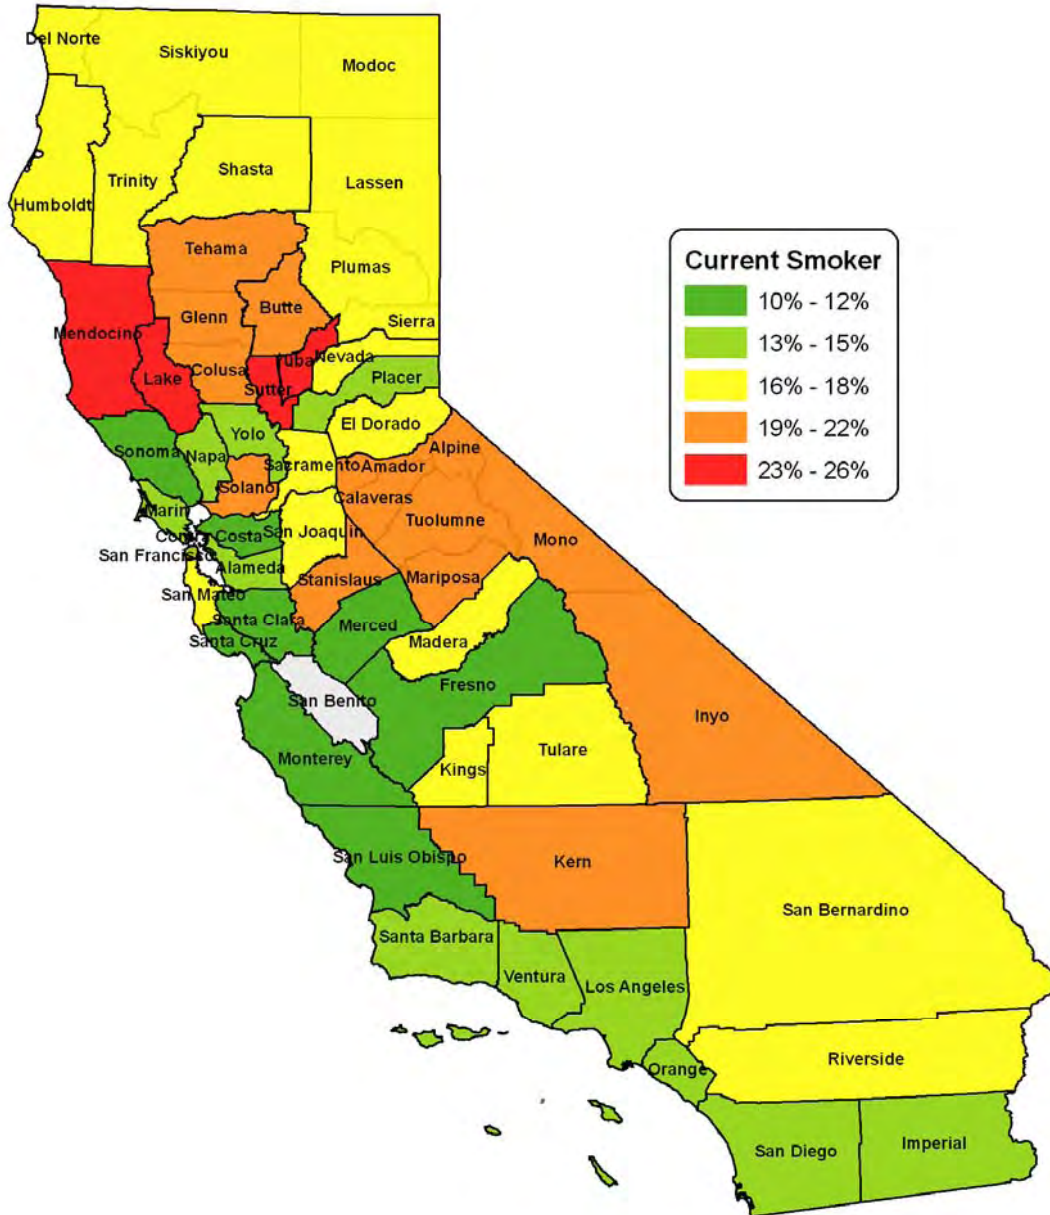 Del Norte
Siskiyou
Modoc
Shasta
Trinity
Lassen
Humboldt
Tehama
Plumas
Current Smoker
10% - 12%
13% - 15%
16% - 18%
19% - 22%
23% - 26%
Glenn
Butte
Sierra
Mendocino
Nevada
Yuba
Colusa
Lake
Sutter
Placer
El Dorado
Yolo
Sonoma
Napa
Alpine
Sacramento
Amador
Solano
Calaveras
Marin
Tuolumne
Contra Costa
San Joaquin
Mono
San Francisco
Alameda
Stanislaus
Mariposa
San Mateo
Santa Clara
Merced
Santa Cruz
Madera
Fresno
San Benito
Inyo
Tulare
Monterey
Kings
San Luis Obispo
Kern
San Bernardino
Santa Barbara
Ventura
Los Angeles
Riverside
Orange
San Diego
Imperial